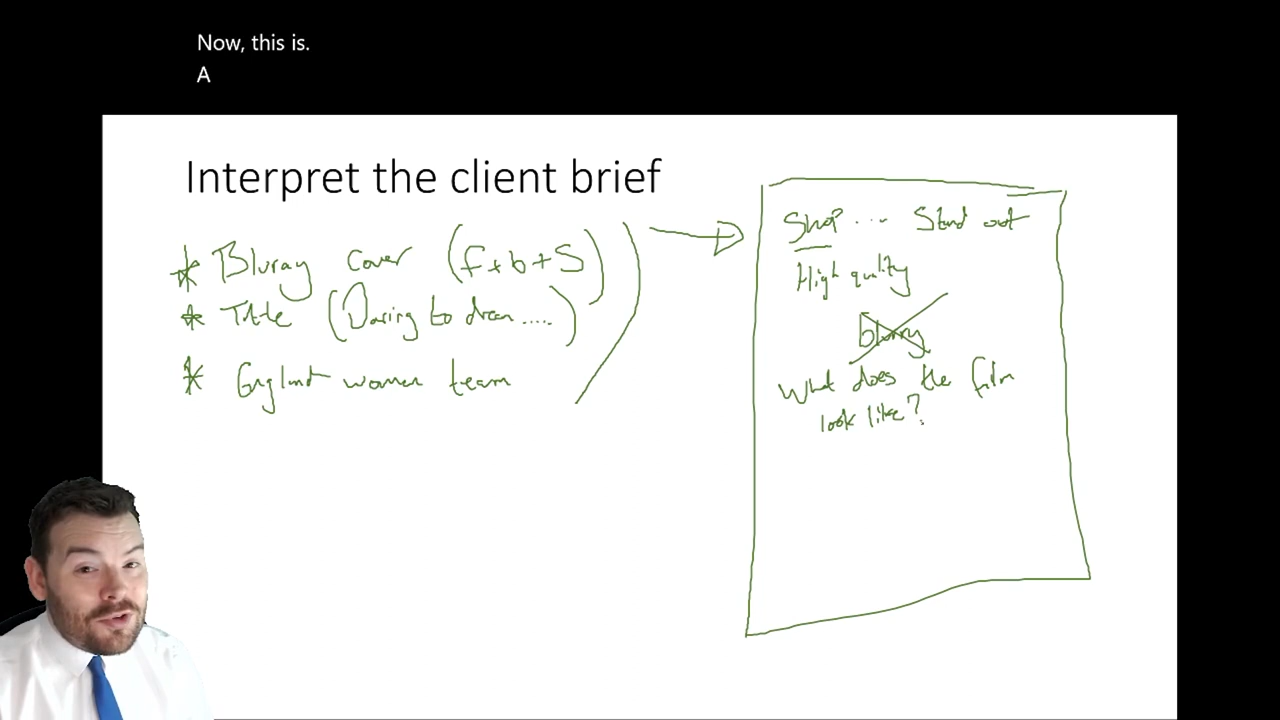 Now, this is.
A
Interpret the client brief
* Bluray cover (f+b+S)
* Title (Daring to dream.....)
* England women team
Shop ... Stand out
High quality
blurry
What does the film
look like?